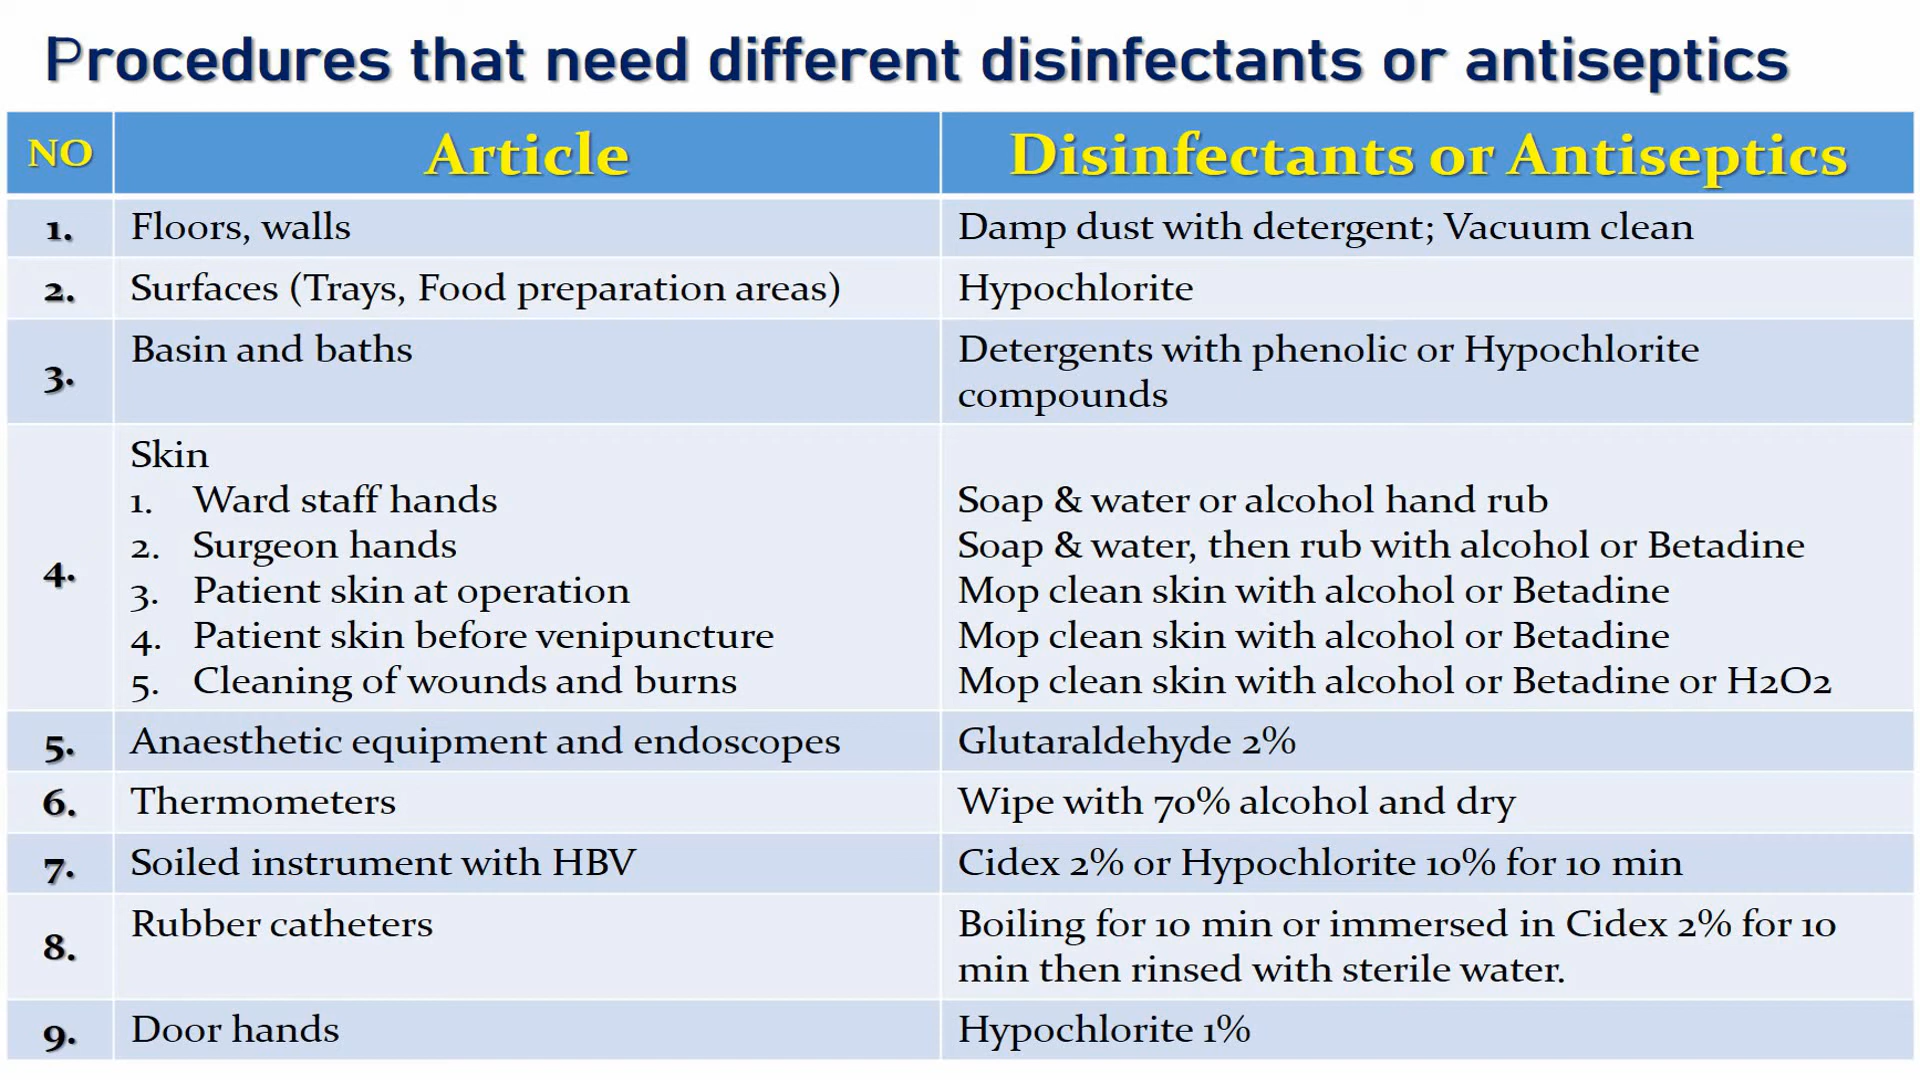 Procedures that need different disinfectants or antiseptics
NO Article Disinfectants or Antiseptics
1. Floors, walls Damp dust with detergent; Vacuum clean
2. Surfaces (Trays, Food preparation areas) Hypochlorite
3. Basin and baths Detergents with phenolic or Hypochlorite
compounds
4. Skin
1. Ward staff hands Soap & water or alcohol hand rub
2. Surgeon hands Soap & water, then rub with alcohol or Betadine
3. Patient skin at operation Mop clean skin with alcohol or Betadine
4. Patient skin before venipuncture Mop clean skin with alcohol or Betadine
5. Cleaning of wounds and burns Mop clean skin with alcohol or Betadine or H2O2
5. Anaesthetic equipment and endoscopes Glutaraldehyde 2%
6. Thermometers Wipe with 70% alcohol and dry
7. Soiled instrument with HBV Cidex 2% or Hypochlorite 10% for 10 min
8. Rubber catheters Boiling for 10 min or immersed in Cidex 2% for 10
min then rinsed with sterile water.
9. Door hands Hypochlorite 1%